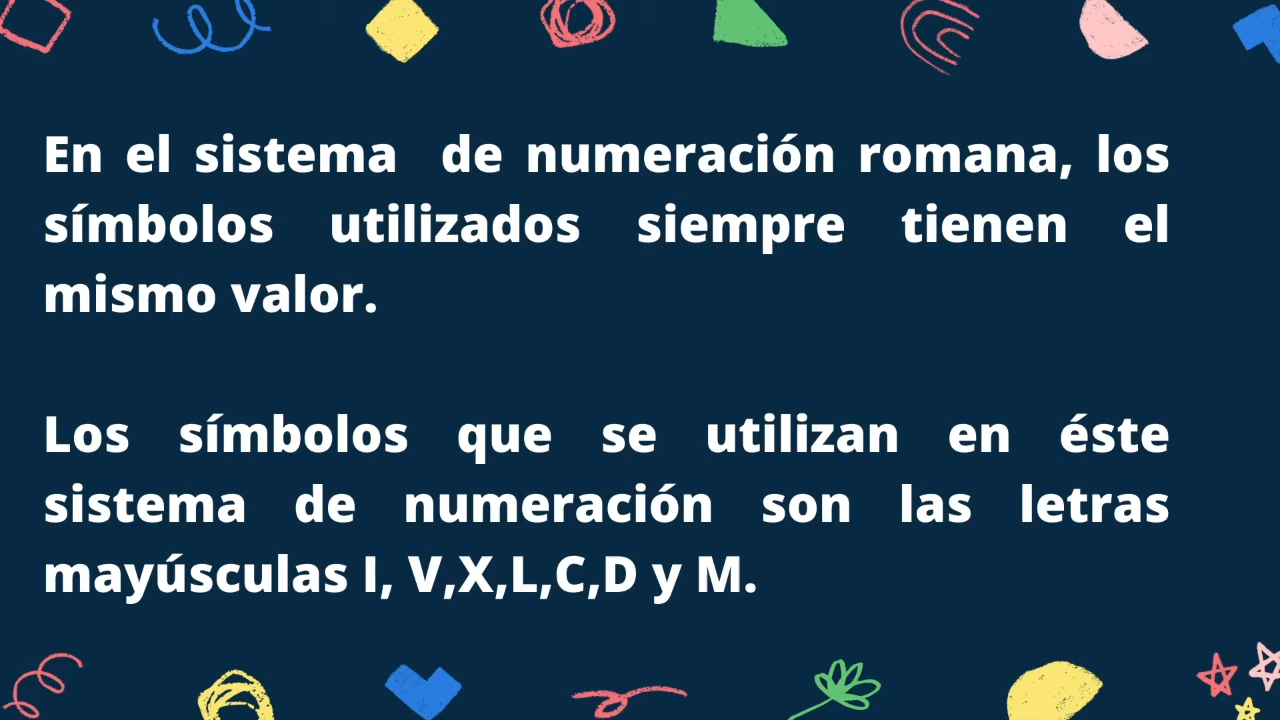 En el sistema de numeración romana, los
símbolos utilizados siempre tienen el
mismo valor.
Los símbolos que se utilizan en éste
sistema de numeración son las letras
mayúsculas I, V,X,L,C,D y M.